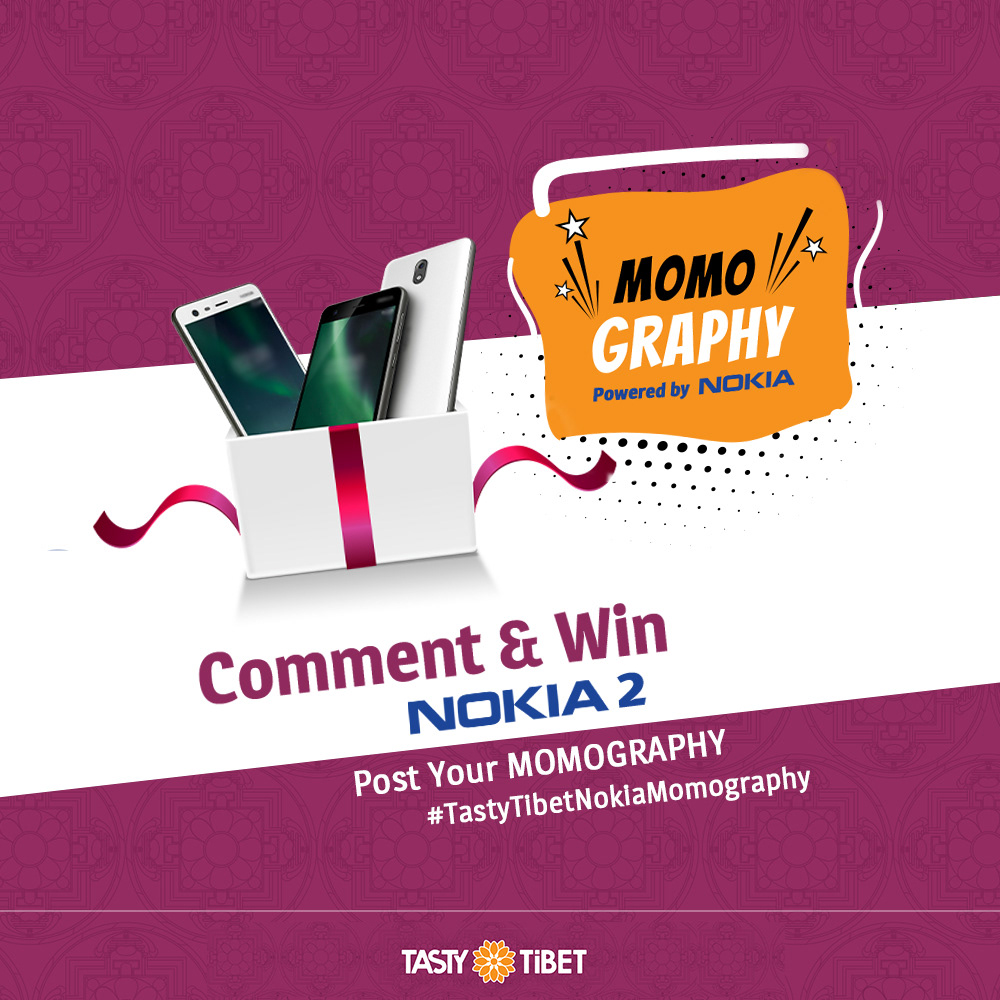 MOMO
GRAPHY
Powered by NOKIA
Comment & Win
NOKIA 2
Post Your MOMOGRAPHY
#TastyTibetNokiaMomography
TASTY TiBET